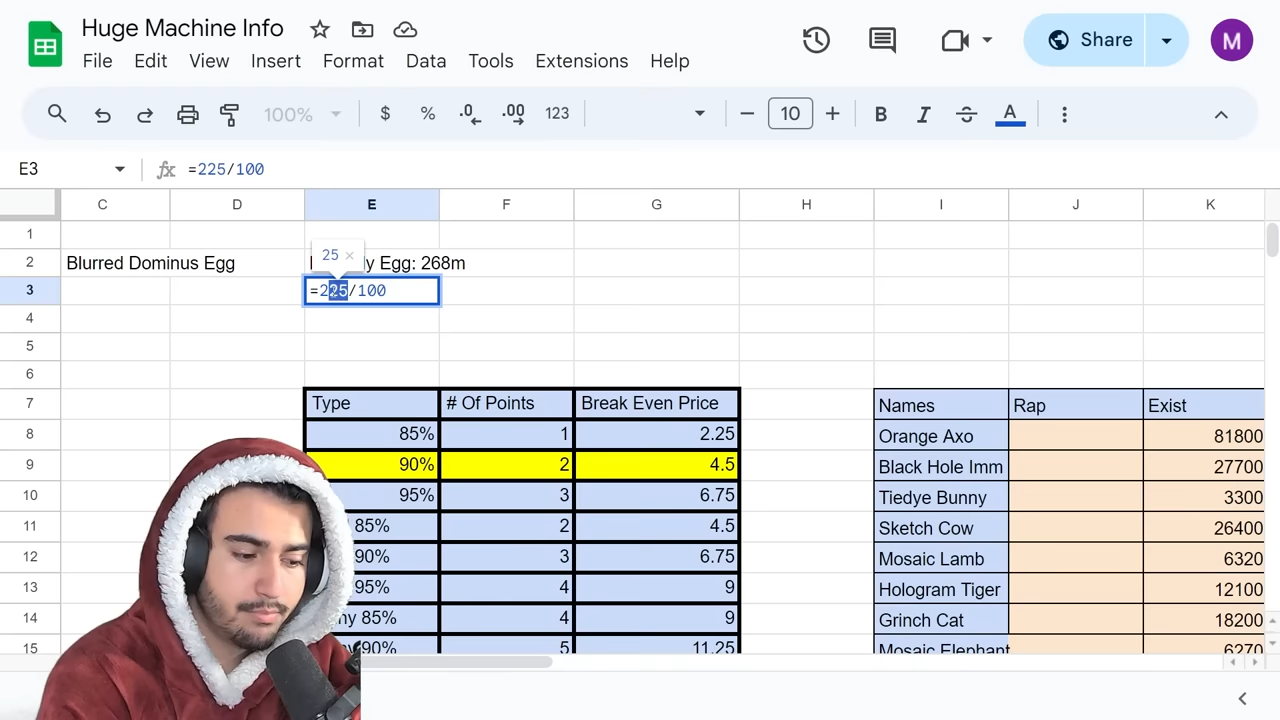 Huge Machine Info
File Edit View Insert Format Data Tools Extensions Help
Share
M
100% $ % .0 .00 123 10 B I A
E3 fx =225/100
C D E F G H I J K
1
25 ×
2 Blurred Dominus Egg y Egg: 268m
3 =225/100
4
5
6
7 Type # Of Points Break Even Price Names Rap Exist
8 85% 1 2.25 Orange Axo 81800
9 90% 2 4.5 Black Hole Imm 27700
10 95% 3 6.75 Tiedye Bunny 3300
11 85% 2 4.5 Sketch Cow 26400
12 90% 3 6.75 Mosaic Lamb 6320
13 95% 4 9 Hologram Tiger 12100
14 ny 85% 4 9 Grinch Cat 18200
15 90% 5 11.25 Mosaic Elephant 6270